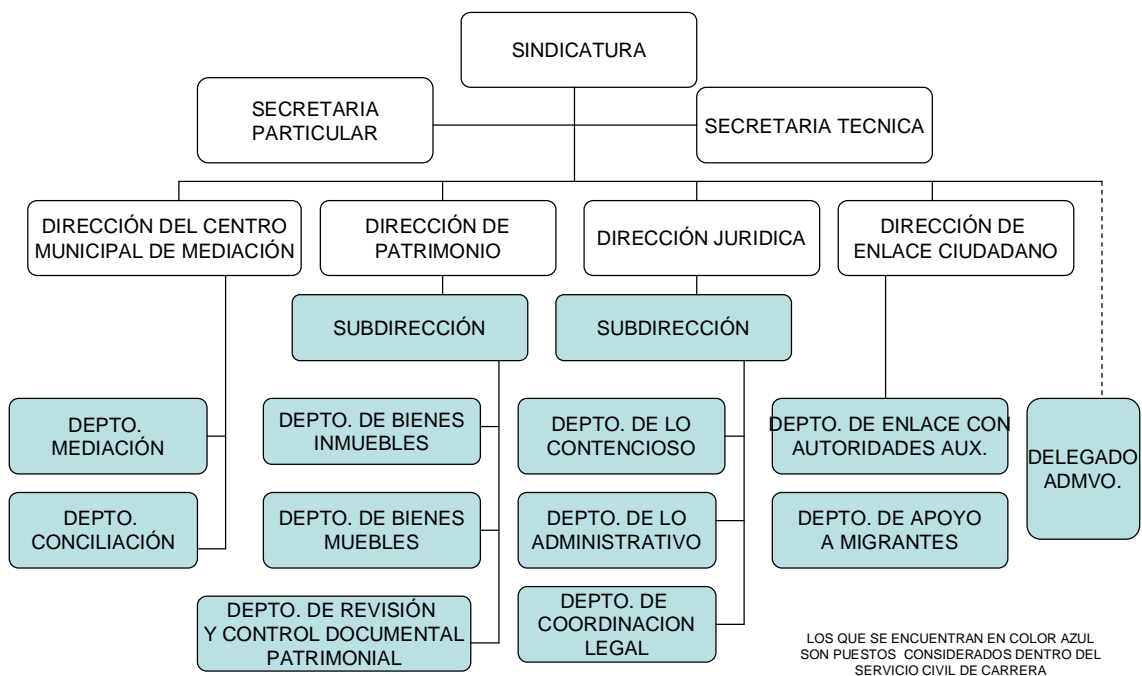 SINDICATURA
SECRETARIA
PARTICULAR
SECRETARIA TECNICA
DIRECCIÓN DEL CENTRO
MUNICIPAL DE MEDIACIÓN
DIRECCIÓN DE
PATRIMONIO
DIRECCIÓN JURIDICA
DIRECCIÓN DE
ENLACE CIUDADANO
SUBDIRECCIÓN
SUBDIRECCIÓN
DEPTO.
MEDIACIÓN
DEPTO. DE BIENES
INMUEBLES
DEPTO. DE LO
CONTENCIOSO
DEPTO. DE ENLACE CON
AUTORIDADES AUX.
DELEGADO
ADMVO.
DEPTO.
CONCILIACIÓN
DEPTO. DE BIENES
MUEBLES
DEPTO. DE LO
ADMINISTRATIVO
DEPTO. DE APOYO
A MIGRANTES
DEPTO. DE REVISIÓN
Y CONTROL DOCUMENTAL
PATRIMONIAL
DEPTO. DE
COORDINACION
LEGAL
LOS QUE SE ENCUENTRAN EN COLOR AZUL
SON PUESTOS CONSIDERADOS DENTRO DEL
SERVICIO CIVIL DE CARRERA